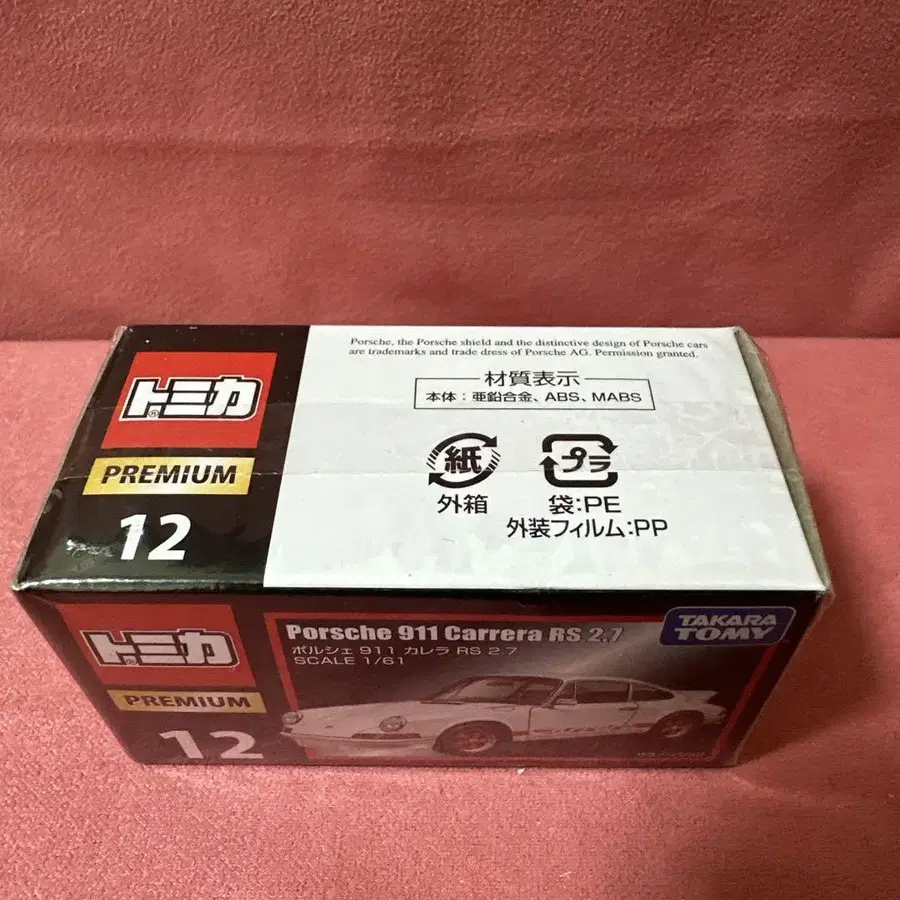 Porsche, the Porsche shield and the distinctive design of Porsche cars
are trademarks and trade dress of Porsche AG. Permission granted.
トミカ®
PREMIUM
12
材質表示
本体：亜鉛合金、ABS、MABS
紙
外箱
プラ
袋:PE
外装フィルム:PP
トミカ®
PREMIUM
12
Porsche 911 Carrera RS 2.7
ポルシェ 911 カレラ RS 2.7
SCALE 1/61
TAKARA
TOMY